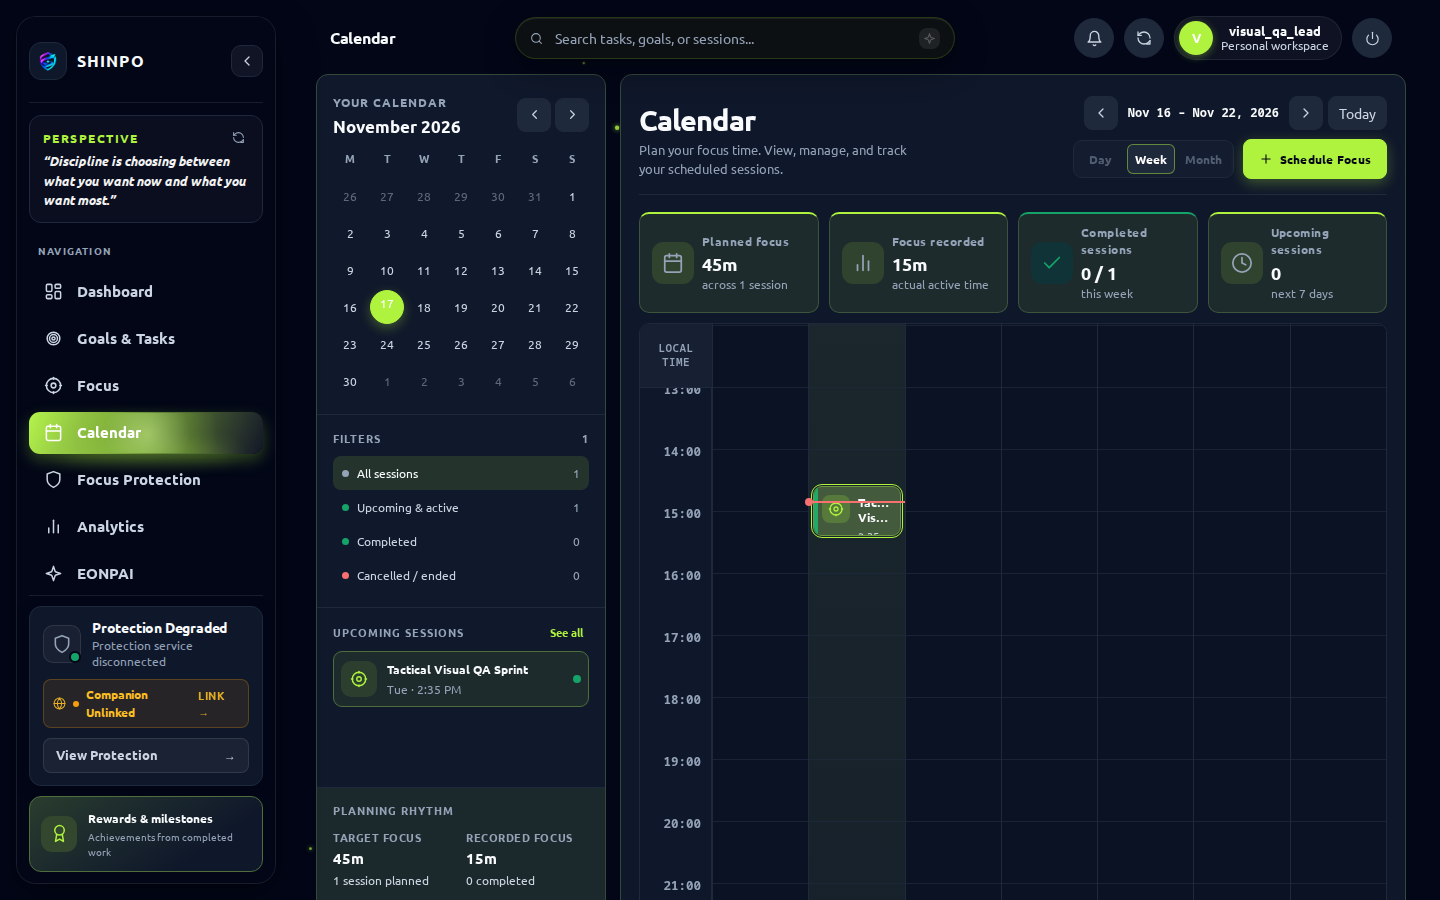 SHINPO
PERSPECTIVE
“Discipline is choosing between
what you want now and what you
want most.”
NAVIGATION
Dashboard
Goals & Tasks
Focus
Calendar
Focus Protection
Analytics
EONPAI
Protection Degraded
Protection service
disconnected
Companion
Unlinked
LINK
→
View Protection →
Rewards & milestones
Achievements from completed
work
Calendar
Search tasks, goals, or sessions...
V
visual_qa_lead
Personal workspace
YOUR CALENDAR
November 2026
M T W T F S S
26 27 28 29 30 31 1
2 3 4 5 6 7 8
9 10 11 12 13 14 15
16 17 18 19 20 21 22
23 24 25 26 27 28 29
30 1 2 3 4 5 6
FILTERS 1
All sessions 1
Upcoming & active 1
Completed 0
Cancelled / ended 0
UPCOMING SESSIONS See all
Tactical Visual QA Sprint
Tue · 2:35 PM
PLANNING RHYTHM
TARGET FOCUS
45m
1 session planned
RECORDED FOCUS
15m
0 completed
Calendar
Plan your focus time. View, manage, and track
your scheduled sessions.
Nov 16 – Nov 22, 2026
Today
Day Week Month
+ Schedule Focus
Planned focus
45m
across 1 session
Focus recorded
15m
actual active time
Completed
sessions
0 / 1
this week
Upcoming
sessions
0
next 7 days
LOCAL
TIME
13:00
14:00
15:00
16:00
17:00
18:00
19:00
20:00
21:00
Tac...
Vis...